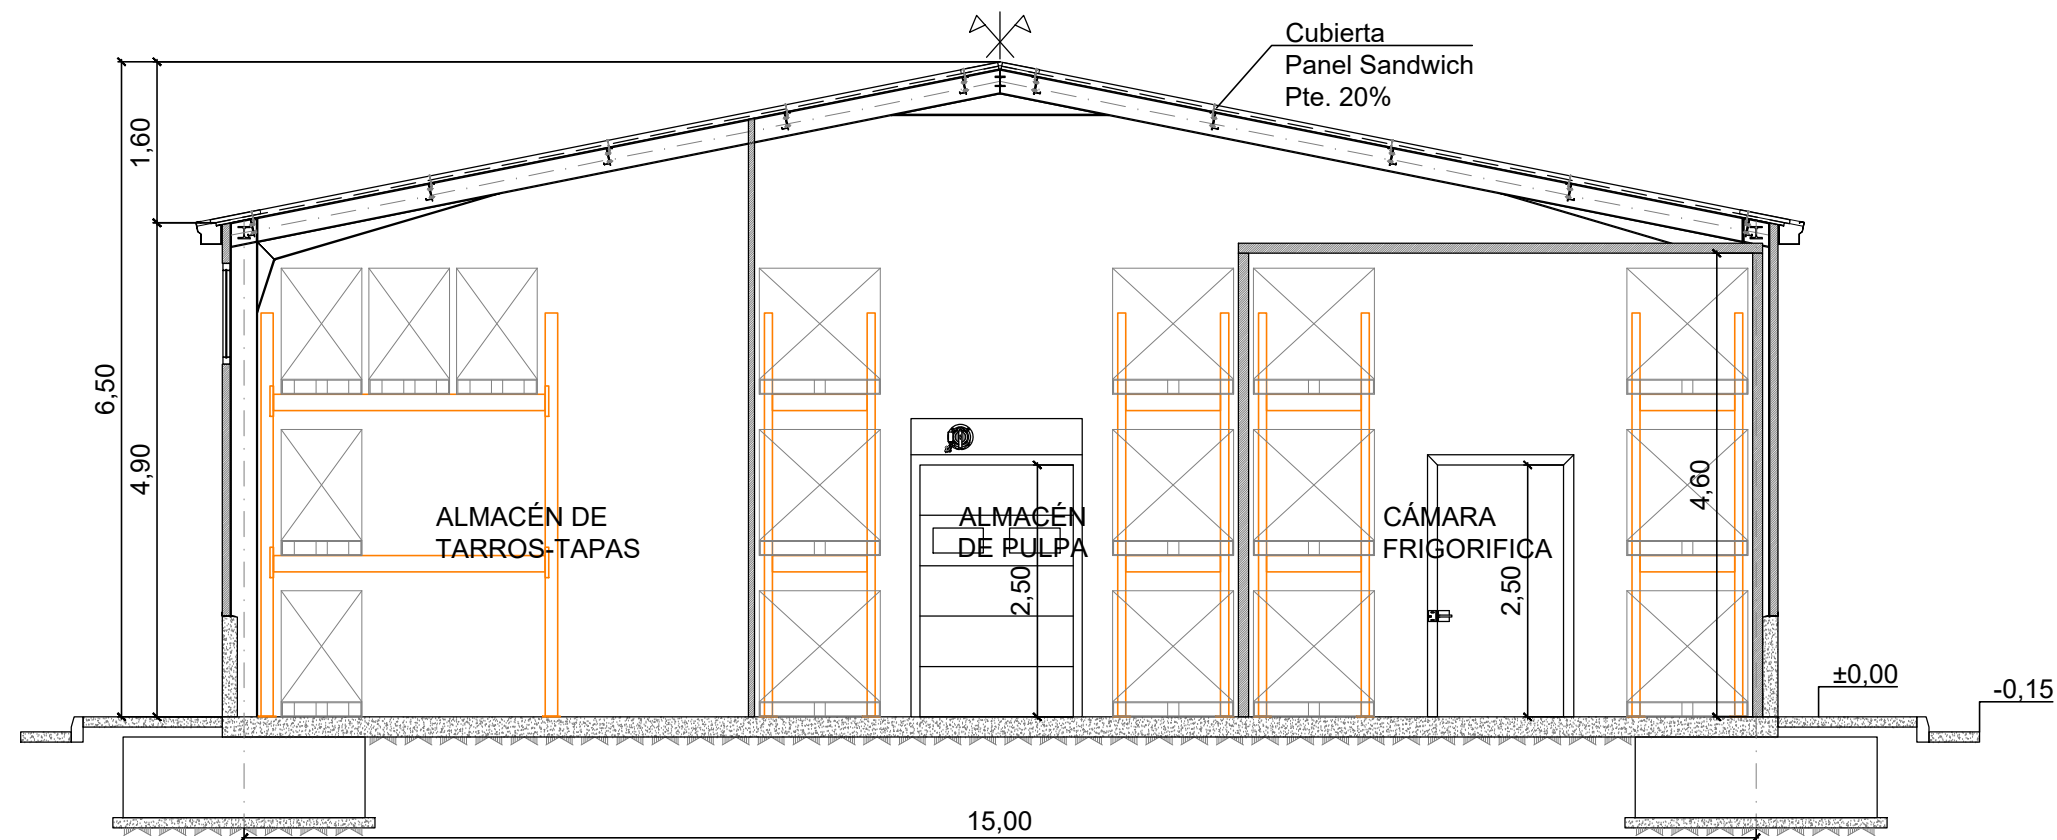 Cubierta
Panel Sandwich
Pte. 20%
1,60
6,50
4,90
ALMACÉN DE
TARROS-TAPAS
ALMACÉN
DE PULPA
2,50
CÁMARA
FRIGORIFICA
2,50
4,60
±0,00
-0,15
15,00